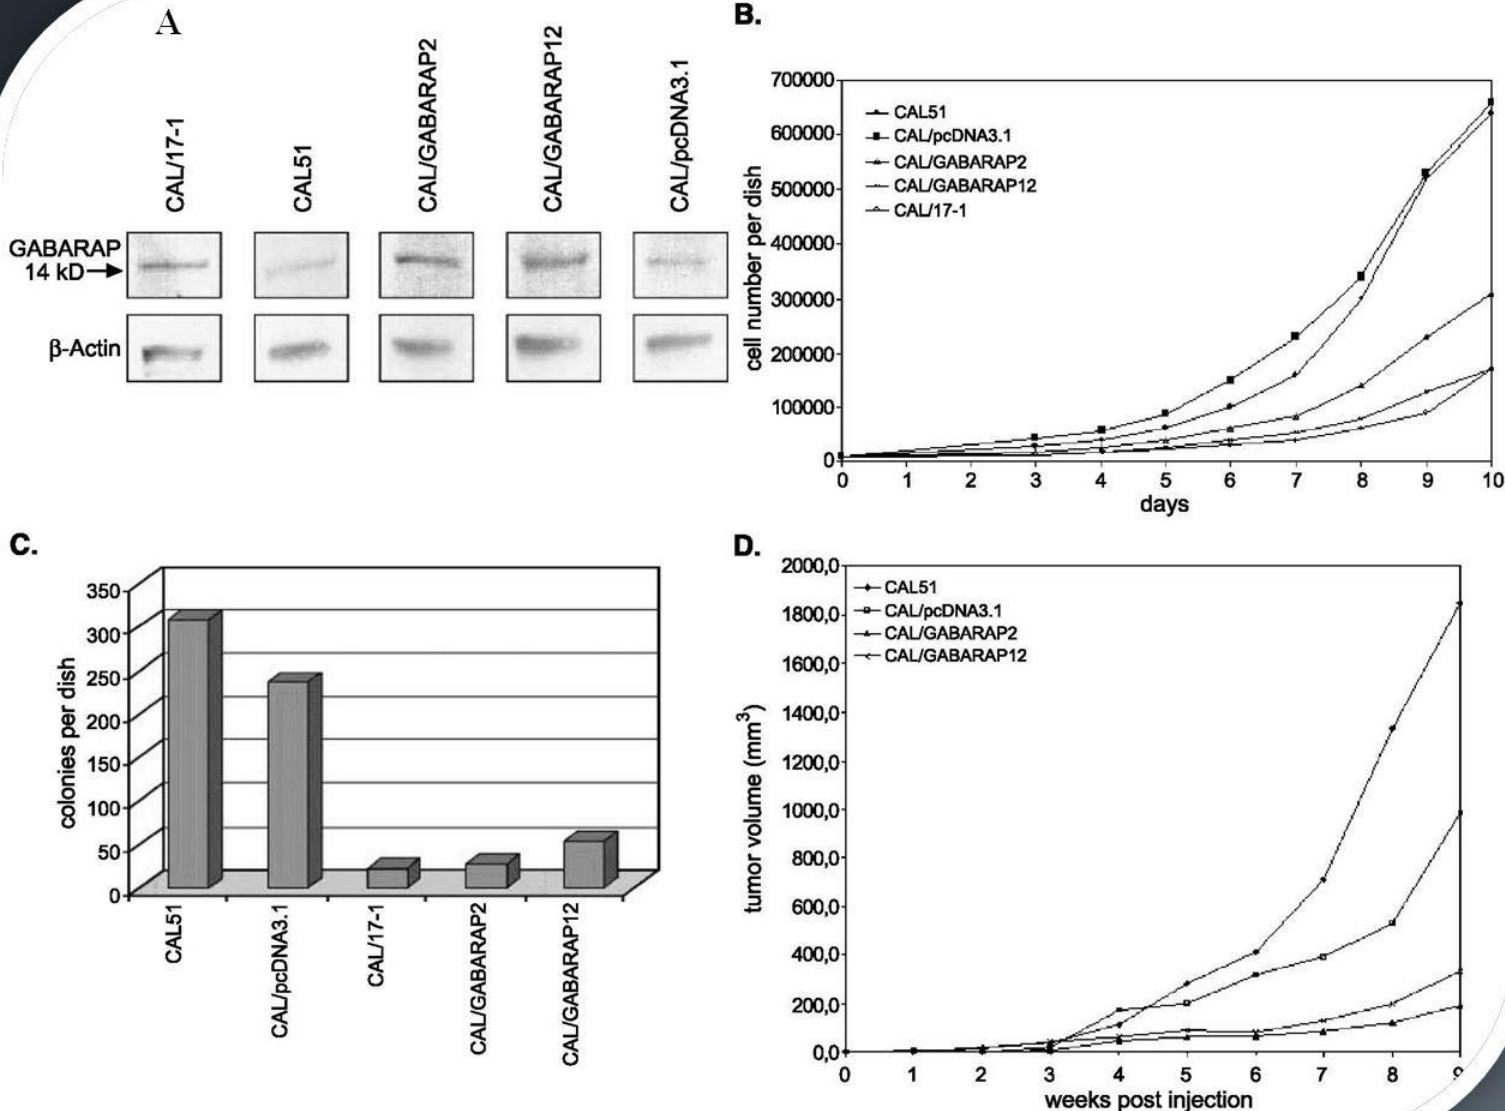 A
CAL/17-1
CAL51
CAL/GABARAP2
CAL/GABARAP12
CAL/pcDNA3.1
GABARAP
14 kD
β-Actin
B.
700000
600000
500000
400000
300000
200000
100000
0
cell number per dish
CAL51
CAL/pcDNA3.1
CAL/GABARAP2
CAL/GABARAP12
CAL/17-1
0 1 2 3 4 5 6 7 8 9 10
days
C.
350
300
250
200
150
100
50
0
colonies per dish
CAL51
CAL/pcDNA3.1
CAL/17-1
CAL/GABARAP2
CAL/GABARAP12
D.
2000,0
1800,0
1600,0
1400,0
1200,0
1000,0
800,0
600,0
400,0
200,0
0,0
tumor volume (mm³)
CAL51
CAL/pcDNA3.1
CAL/GABARAP2
CAL/GABARAP12
0 1 2 3 4 5 6 7 8 9
weeks post injection